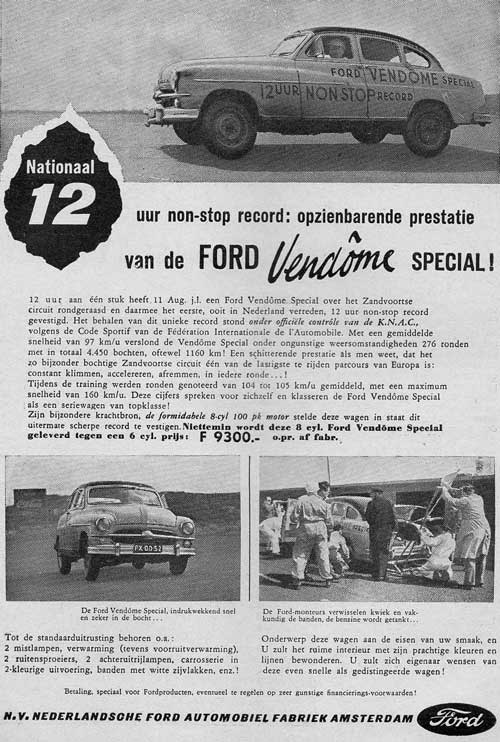 FORD VENDÔME SPECIAL
12 UUR NON STOP RECORD
Nationaal
12
uur non-stop record: opzienbarende prestatie
van de FORD Vendôme SPECIAL!
12 uur aan één stuk heeft 11 Aug. j.l. een Ford Vendôme Special over het Zandvoortse
circuit rondgeraasd en daarmee het eerste, ooit in Nederland verreden, 12 uur non-stop record
gevestigd. Het behalen van dit unieke record stond onder officiële contrôle van de K.N.A.C.,
volgens de Code Sportif van de Fédération Internationale de l'Automobile. Met een gemiddelde
snelheid van 97 km/u verslond de Vendôme Special onder ongunstige weersomstandigheden 276 ronden
met in totaal 4.450 bochten, oftewel 1160 km! Een schitterende prestatie als men weet, dat het
zo bijzonder bochtige Zandvoortse circuit één van de lastigste te rijden parcours van Europa is:
constant klimmen, accelereren, afremmen, in iedere ronde...!
Tijdens de training werden ronden genoteerd van 104 tot 105 km/u gemiddeld, met een maximum
snelheid van 160 km/u. Deze cijfers spreken voor zichzelf en klasseren de Ford Vendôme Special
als een seriewagen van topklasse!
Zijn bijzondere krachtbron, de formidabele 8-cyl 100 pk motor stelde deze wagen in staat dit
uitermate scherpe record te vestigen. Niettemin wordt deze 8 cyl. Ford Vendôme Special
geleverd tegen een 6 cyl. prijs: F 9300.- o.pr. af fabr.
FX-00-52
De Ford Vendôme Special, indrukwekkend snel
en zeker in de bocht...
De Ford-monteurs verwisselen kwiek en vak-
kundig de banden, de benzine wordt getankt...
Tot de standaarduitrusting behoren o.a.:
2 mistlampen, verwarming (tevens voorruitverwarming),
2 ruitensproeiers, 2 achteruitrijlampen, carrosserie in
2-kleurige uitvoering, banden met witte zijvlakken, enz.!
Onderwerp deze wagen aan de eisen van uw smaak, en
U zult het ruime interieur met zijn prachtige kleuren en
lijnen bewonderen. U zult zich eigenaar wensen van
deze even snelle als gedistingeerde wagen!
Betaling, speciaal voor Fordproducten, eventueel te regelen op zeer gunstige financierings-voorwaarden!
N.V. NEDERLANDSCHE FORD AUTOMOBIEL FABRIEK AMSTERDAM Ford